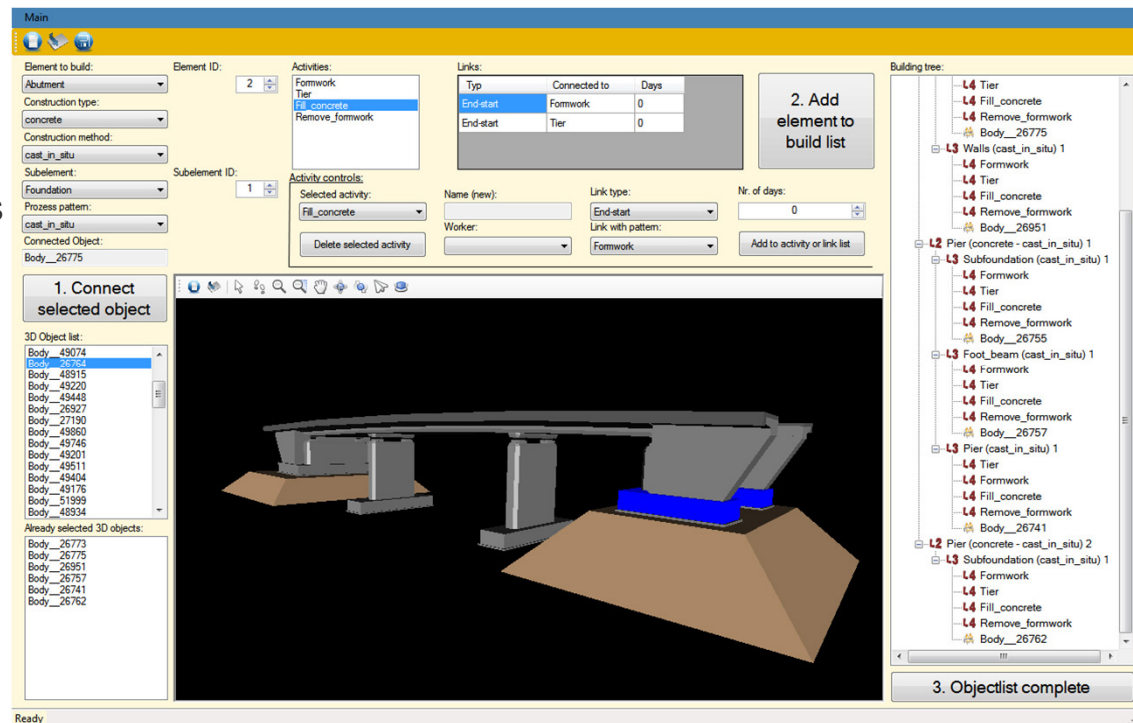 Main
Element to build:
Element ID:
Activities:
Links:
Building tree:
Abutment
2
Formwork
Tier
Fill_concrete
Remove_formwork
Typ Connected to Days
End-start Formwork 0
End-start Tier 0
2. Add
element to
build list
Construction type:
concrete
Construction method:
cast_in_situ
Subelement:
Foundation
Subelement ID:
1
Prozess pattern:
cast_in_situ
Connected Object:
Body__26775
Activity controls:
Selected activity:
Fill_concrete
Delete selected activity
Name (new):
Worker:
Link type:
End-start
Link with pattern:
Formwork
Nr. of days:
0
Add to activity or link list
1. Connect
selected object
3D Object list:
Body__49074
Body__26764
Body__48915
Body__49220
Body__49448
Body__26927
Body__27190
Body__49860
Body__49746
Body__49201
Body__49511
Body__49404
Body__49176
Body__51999
Body__48934
Already selected 3D objects:
Body__26773
Body__26775
Body__26951
Body__26757
Body__26741
Body__26762
L4 Tier
L4 Fill_concrete
L4 Remove_formwork
Body__26775
L3 Walls (cast_in_situ) 1
L4 Formwork
L4 Tier
L4 Fill_concrete
L4 Remove_formwork
Body__26951
L2 Pier (concrete - cast_in_situ) 1
L3 Subfoundation (cast_in_situ) 1
L4 Formwork
L4 Tier
L4 Fill_concrete
L4 Remove_formwork
Body__26755
L3 Foot_beam (cast_in_situ) 1
L4 Formwork
L4 Tier
L4 Fill_concrete
L4 Remove_formwork
Body__26757
L3 Pier (cast_in_situ) 1
L4 Tier
L4 Formwork
L4 Fill_concrete
L4 Remove_formwork
Body__26741
L2 Pier (concrete - cast_in_situ) 2
L3 Subfoundation (cast_in_situ) 1
L4 Formwork
L4 Tier
L4 Fill_concrete
L4 Remove_formwork
Body__26762
3. Objectlist complete
Ready